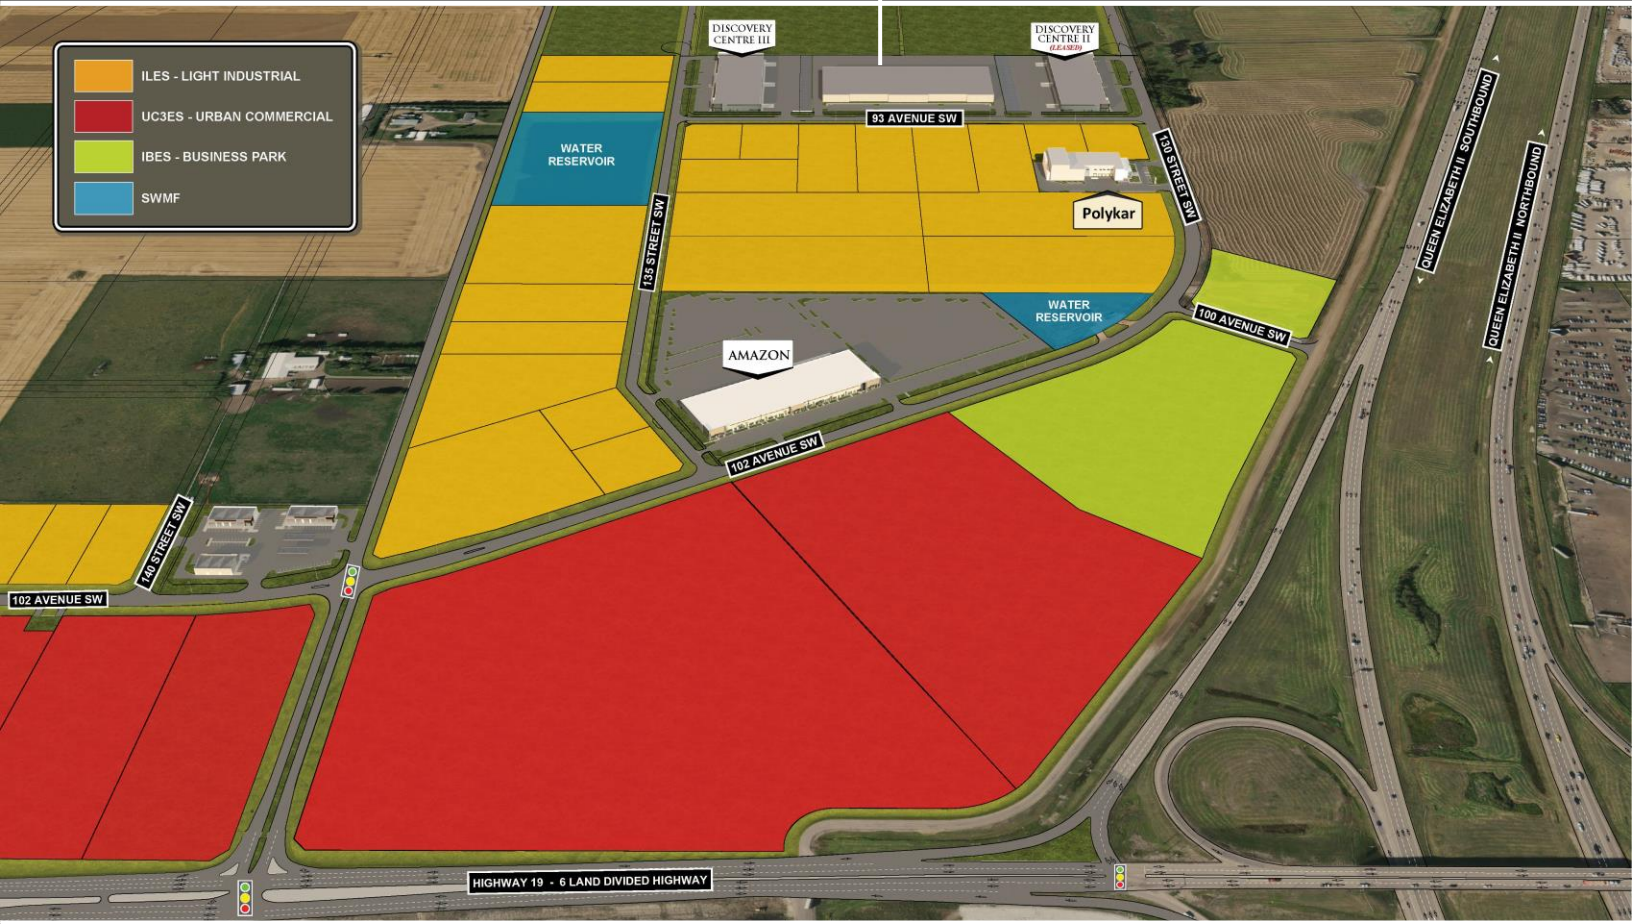 DISCOVERY
CENTRE III
DISCOVERY
CENTRE II
(LEASED)
ILES - LIGHT INDUSTRIAL
UC3ES - URBAN COMMERCIAL
IBES - BUSINESS PARK
SWMF
93 AVENUE SW
WATER
RESERVOIR
130 STREET SW
QUEEN ELIZABETH II SOUTHBOUND
QUEEN ELIZABETH II NORTHBOUND
135 STREET SW
Polykar
WATER
RESERVOIR
100 AVENUE SW
AMAZON
102 AVENUE SW
140 STREET SW
102 AVENUE SW
HIGHWAY 19 - 6 LAND DIVIDED HIGHWAY